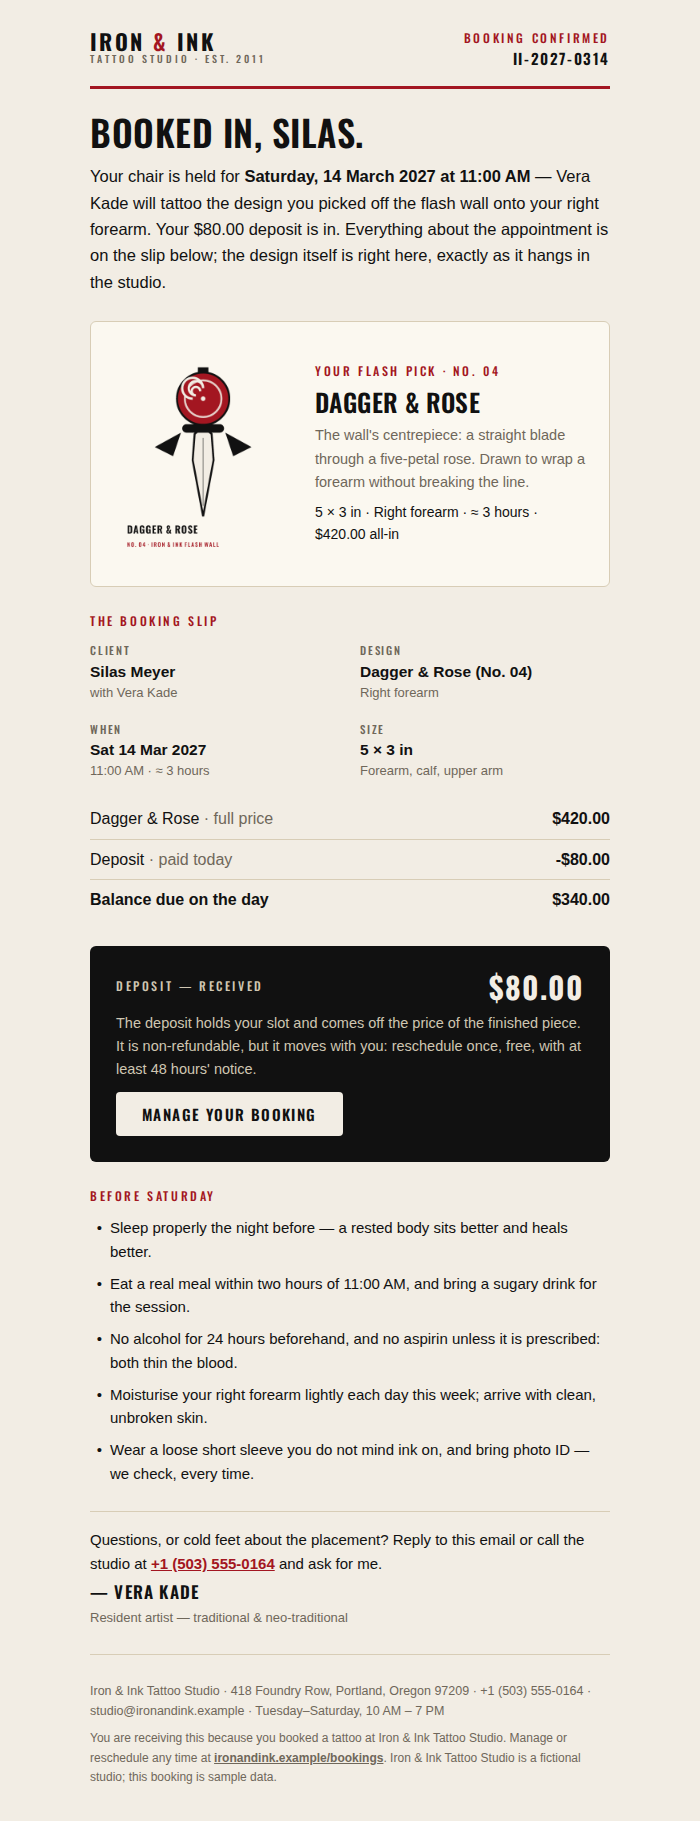 IRON & INK
TATTOO STUDIO · EST. 2011
BOOKING CONFIRMED
II-2027-0314
BOOKED IN, SILAS.
Your chair is held for Saturday, 14 March 2027 at 11:00 AM — Vera
Kade will tattoo the design you picked off the flash wall onto your right
forearm. Your $80.00 deposit is in. Everything about the appointment is
on the slip below; the design itself is right here, exactly as it hangs in
the studio.
DAGGER & ROSE
NO. 04 · IRON & INK FLASH WALL
YOUR FLASH PICK · NO. 04
DAGGER & ROSE
The wall's centrepiece: a straight blade
through a five-petal rose. Drawn to wrap a
forearm without breaking the line.
5 × 3 in · Right forearm · ≈ 3 hours ·
$420.00 all-in
THE BOOKING SLIP
CLIENT
Silas Meyer
with Vera Kade
DESIGN
Dagger & Rose (No. 04)
Right forearm
WHEN
Sat 14 Mar 2027
11:00 AM · ≈ 3 hours
SIZE
5 × 3 in
Forearm, calf, upper arm
Dagger & Rose · full price $420.00
Deposit · paid today -$80.00
Balance due on the day $340.00
DEPOSIT — RECEIVED $80.00
The deposit holds your slot and comes off the price of the finished piece.
It is non-refundable, but it moves with you: reschedule once, free, with at
least 48 hours' notice.
MANAGE YOUR BOOKING
BEFORE SATURDAY
• Sleep properly the night before — a rested body sits better and heals
better.
• Eat a real meal within two hours of 11:00 AM, and bring a sugary drink for
the session.
• No alcohol for 24 hours beforehand, and no aspirin unless it is prescribed:
both thin the blood.
• Moisturise your right forearm lightly each day this week; arrive with clean,
unbroken skin.
• Wear a loose short sleeve you do not mind ink on, and bring photo ID —
we check, every time.
Questions, or cold feet about the placement? Reply to this email or call the
studio at +1 (503) 555-0164 and ask for me.
— VERA KADE
Resident artist — traditional & neo-traditional
Iron & Ink Tattoo Studio · 418 Foundry Row, Portland, Oregon 97209 · +1 (503) 555-0164 ·
studio@ironandink.example · Tuesday–Saturday, 10 AM – 7 PM
You are receiving this because you booked a tattoo at Iron & Ink Tattoo Studio. Manage or
reschedule any time at ironandink.example/bookings. Iron & Ink Tattoo Studio is a fictional
studio; this booking is sample data.